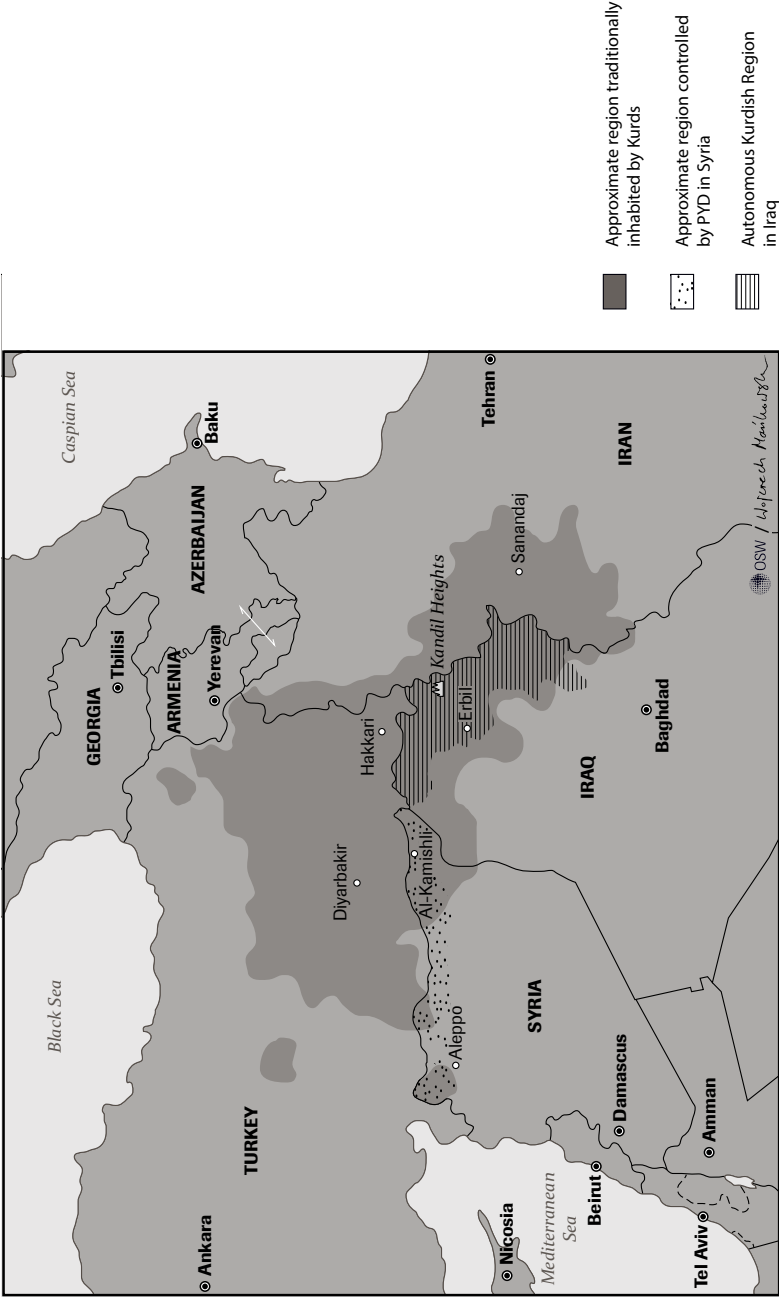 Black Sea
Caspian Sea
GEORGIA
Tbilisi
ARMENIA
Yerevan
AZERBAIJAN
Baku
Ankara
TURKEY
Diyarbakir
Hakkari
Kandil Heights
Tehran
Al-Kamishli
Erbil
Sanandaj
Aleppo
Nicosia
Mediterranean
Sea
SYRIA
IRAQ
IRAN
Beirut
Damascus
Baghdad
Tel Aviv
Amman
OSW /
Approximate region traditionally
inhabited by Kurds
Approximate region controlled
by PYD in Syria
Autonomous Kurdish Region
in Iraq